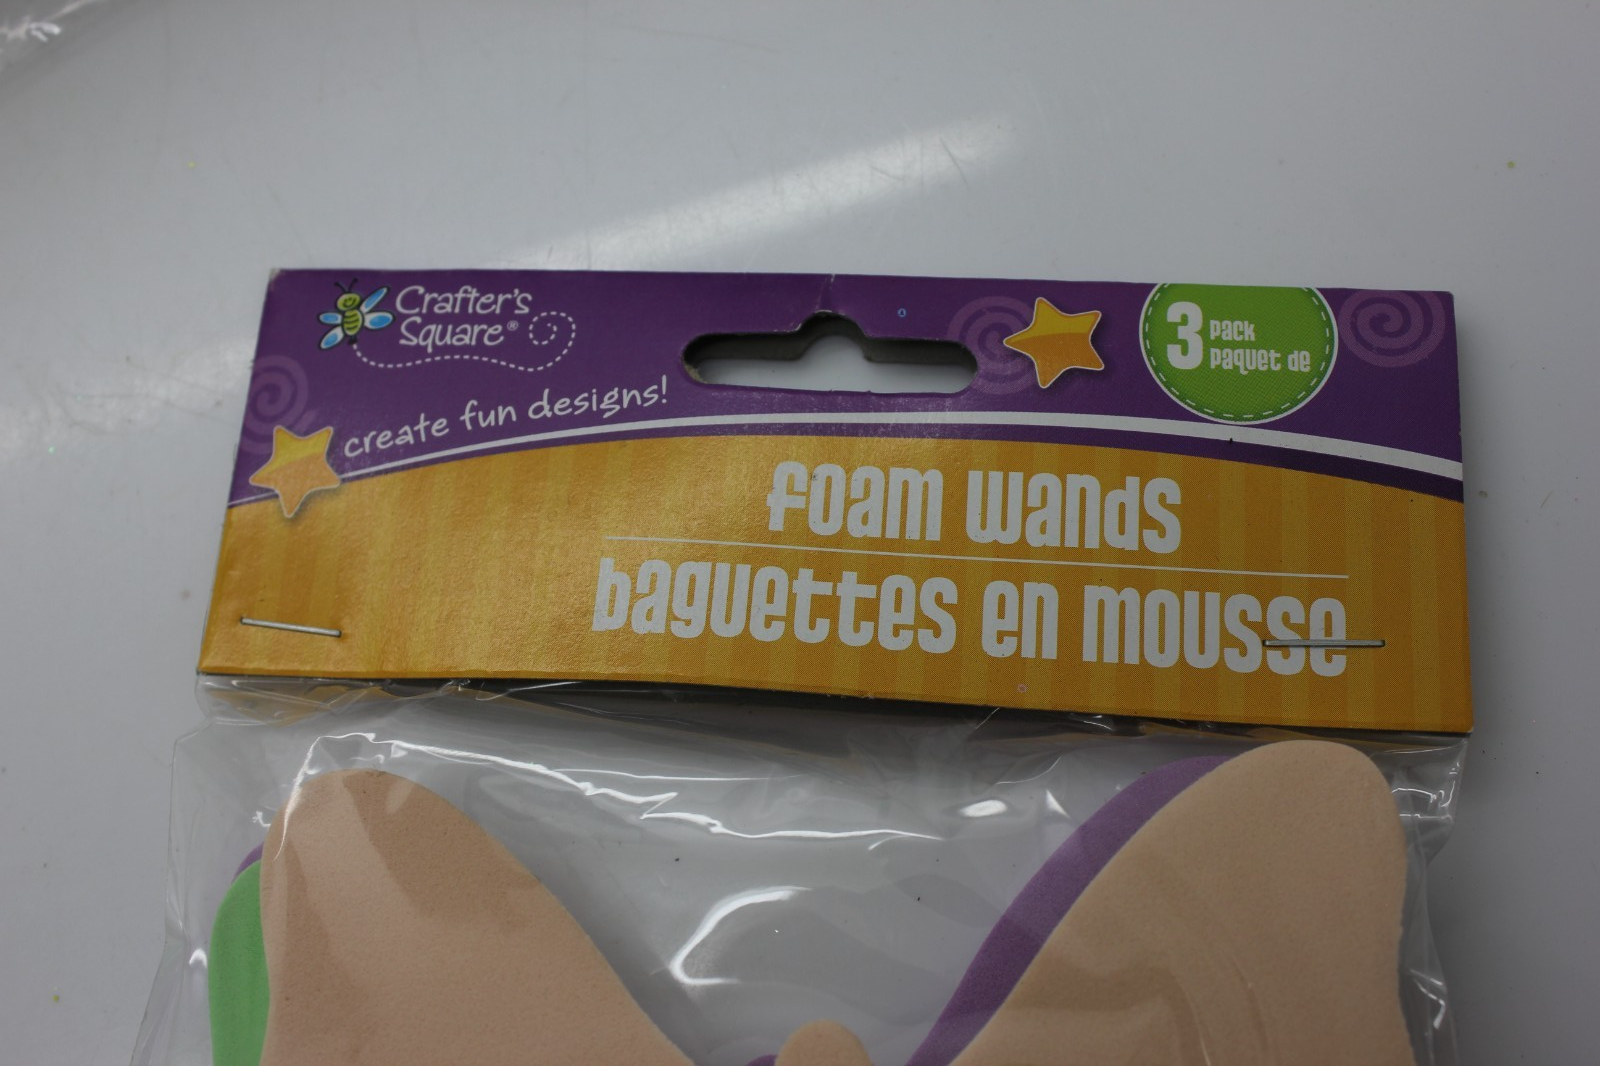 Crafter's
Square®
create fun designs!
3 pack
paquet de
foam wands
baguettes en mousse